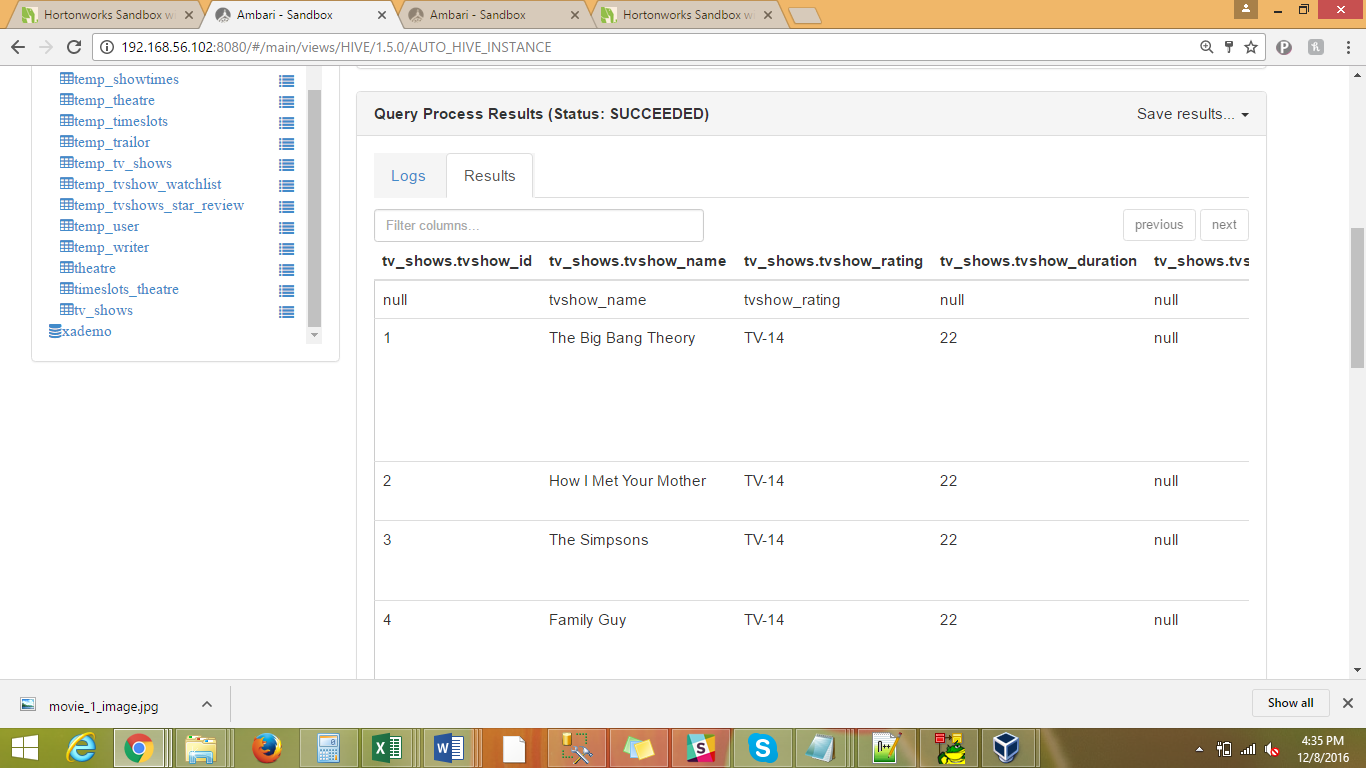 Hortonworks Sandbox w
Ambari - Sandbox
Ambari - Sandbox
Hortonworks Sandbox w
192.168.56.102:8080/#/main/views/HIVE/1.5.0/AUTO_HIVE_INSTANCE
temp_showtimes
temp_theatre
temp_timeslots
temp_trailor
temp_tv_shows
temp_tvshow_watchlist
temp_tvshows_star_review
temp_user
temp_writer
theatre
timeslots_theatre
tv_shows
xademo
Query Process Results (Status: SUCCEEDED)
Save results...
Logs
Results
Filter columns...
previous
next
tv_shows.tvshow_id tv_shows.tvshow_name tv_shows.tvshow_rating tv_shows.tvshow_duration tv_shows.tvs
null tvshow_name tvshow_rating null null
1 The Big Bang Theory TV-14 22 null
2 How I Met Your Mother TV-14 22 null
3 The Simpsons TV-14 22 null
4 Family Guy TV-14 22 null
movie_1_image.jpg
Show all
4:35 PM
12/8/2016